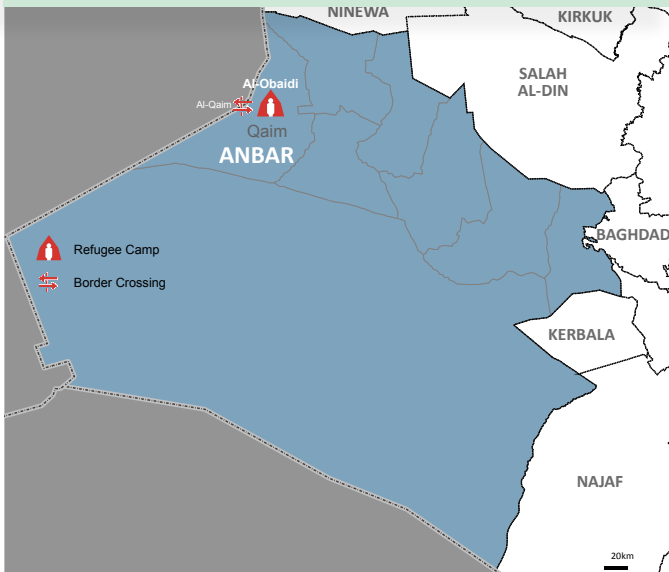 NINEWA
KIRKUK
SALAH
AL-DIN
Al-Obaidi
Al-Qaim
Qaim
ANBAR
BAGHDAD
Refugee Camp
Border Crossing
KERBALA
NAJAF
20km